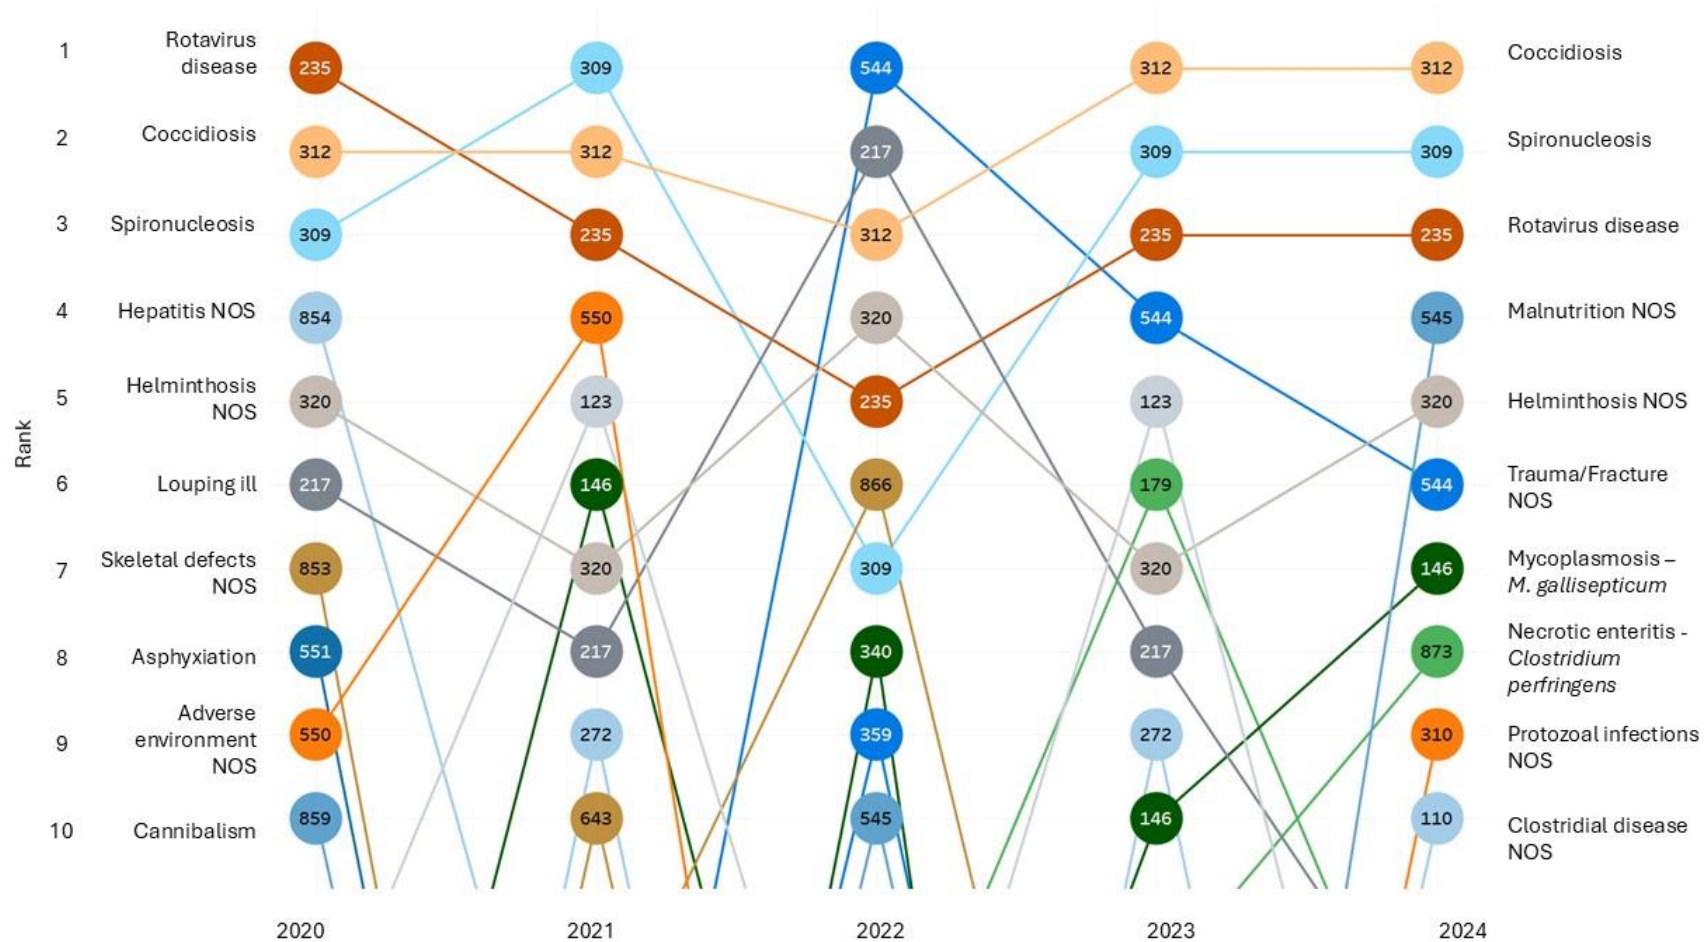 1
Rotavirus
disease
235
309
544
312
312
Coccidiosis
2
Coccidiosis
312
312
217
309
309
Spironucleosis
3
Spironucleosis
309
235
312
235
235
Rotavirus disease
4
Hepatitis NOS
854
550
320
544
545
Malnutrition NOS
5
Helminthosis
NOS
320
123
235
123
320
Helminthosis NOS
Rank
6
Louping ill
217
146
866
179
544
Trauma/Fracture
NOS
7
Skeletal defects
NOS
853
320
309
320
146
Mycoplasmosis –
M. gallisepticum
8
Asphyxiation
551
217
340
217
873
Necrotic enteritis -
Clostridium
perfringens
9
Adverse
environment
NOS
550
272
359
272
310
Protozoal infections
NOS
10
Cannibalism
859
643
545
146
110
Clostridial disease
NOS
2020
2021
2022
2023
2024